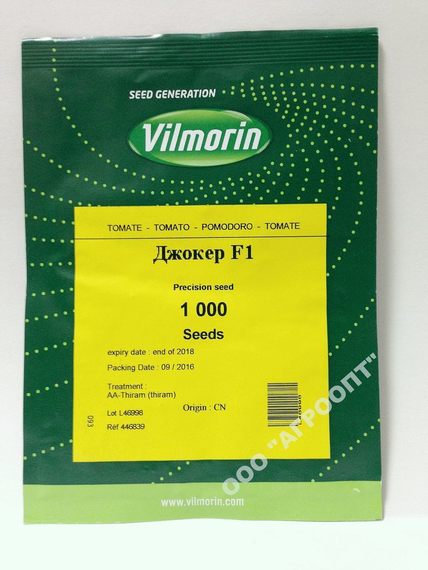 SEED GENERATION
Vilmorin
TOMATE - TOMATO - POMODORO - TOMATE
Джокер F1
Precision seed
1 000
Seeds
expiry date : end of 2018
Packing Date : 09 / 2016
Treatment :
AA-Thiram (thiram)
Lot L46998
Origin : CN
Réf 446839
093
ООО "АГРООПТ"
www.vilmorin.com